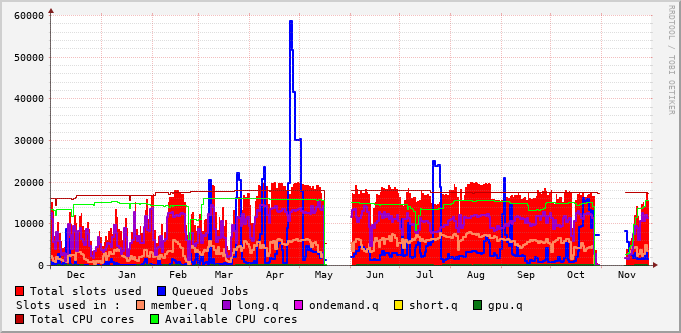 60000
50000
40000
30000
20000
10000
0
Dec Jan Feb Mar Apr May Jun Jul Aug Sep Oct Nov
Total slots used Queued Jobs
Slots used in : member.q long.q ondemand.q short.q gpu.q
Total CPU cores Available CPU cores
RRDTOOL / TOBI OETIKER